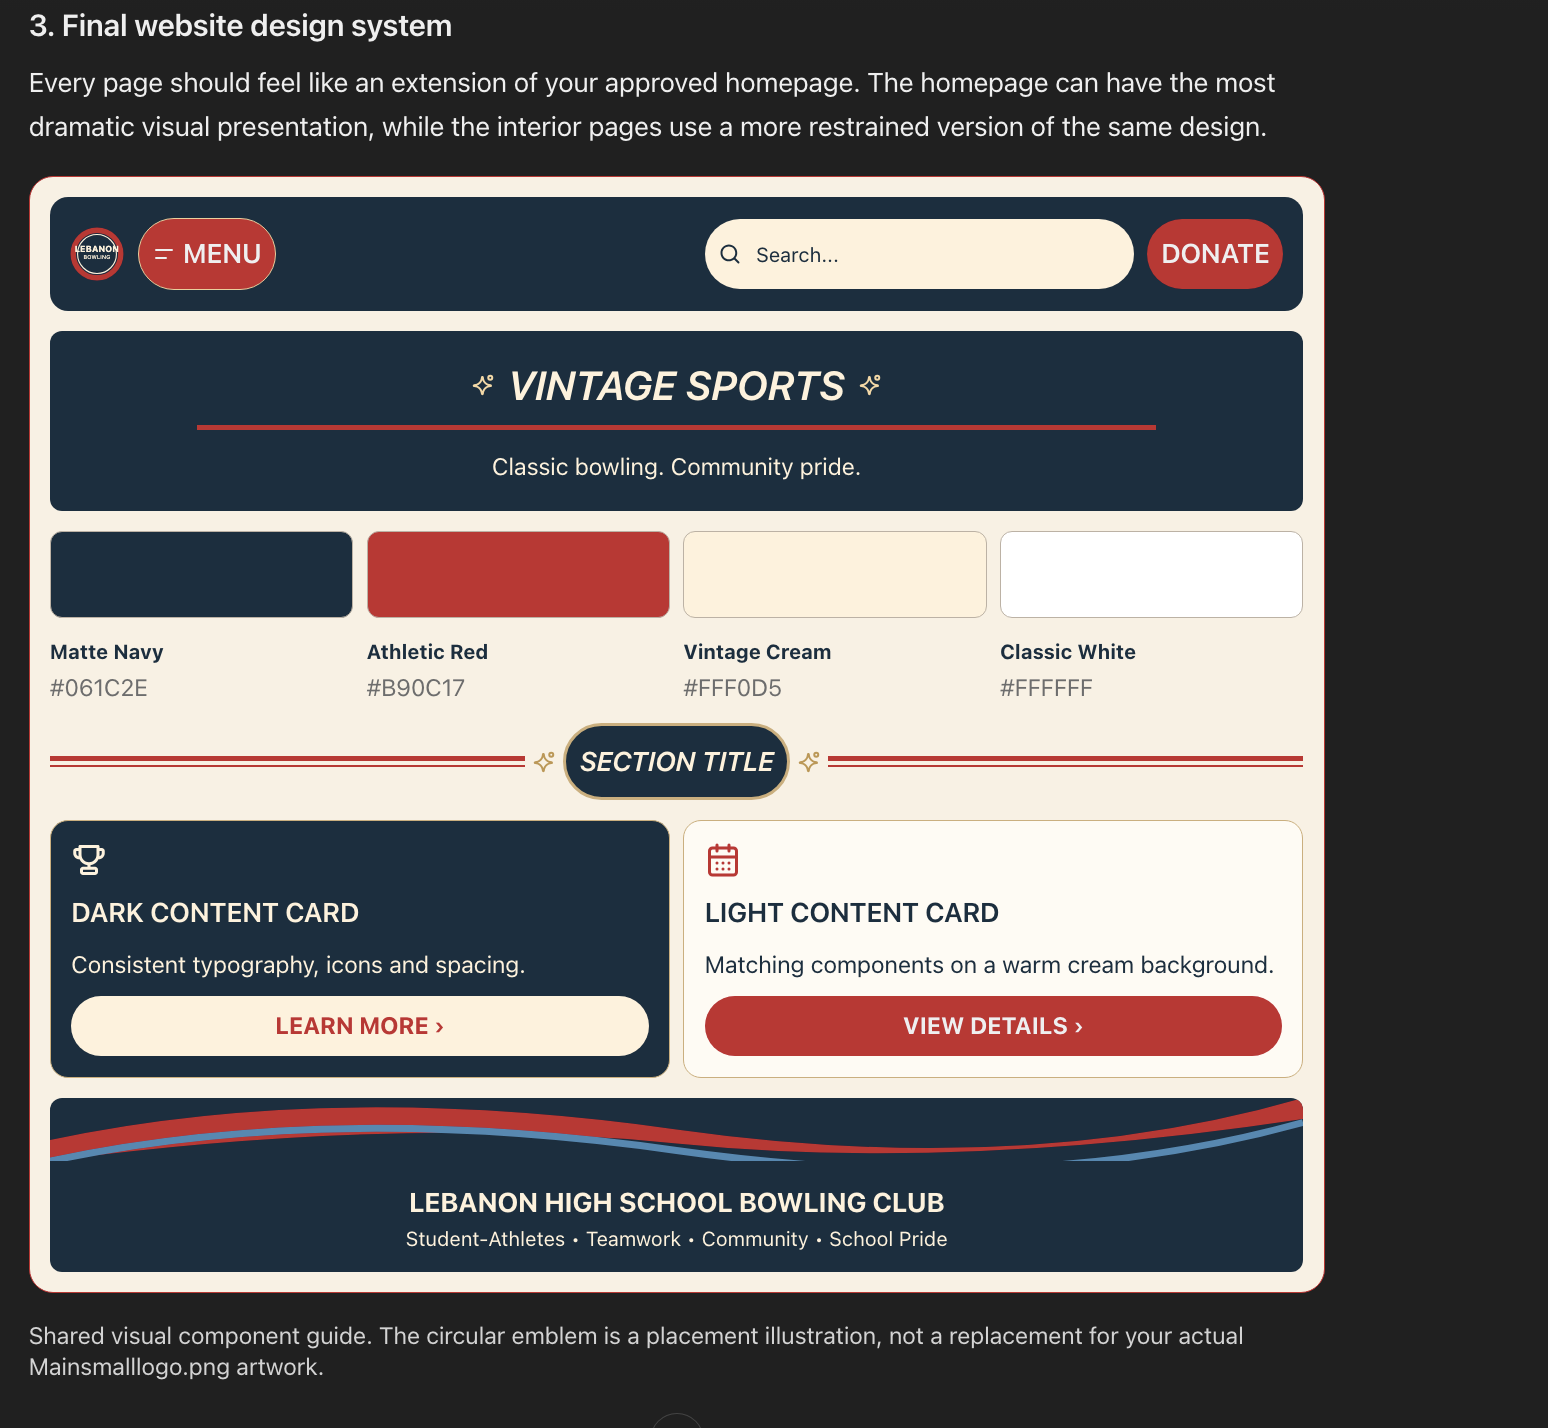 3. Final website design system
Every page should feel like an extension of your approved homepage. The homepage can have the most
dramatic visual presentation, while the interior pages use a more restrained version of the same design.
LEBANON
BOWLING
MENU
Search...
DONATE
VINTAGE SPORTS
Classic bowling. Community pride.
Matte Navy
#061C2E
Athletic Red
#B90C17
Vintage Cream
#FFF0D5
Classic White
#FFFFFF
SECTION TITLE
DARK CONTENT CARD
Consistent typography, icons and spacing.
LEARN MORE ›
LIGHT CONTENT CARD
Matching components on a warm cream background.
VIEW DETAILS ›
LEBANON HIGH SCHOOL BOWLING CLUB
Student-Athletes • Teamwork • Community • School Pride
Shared visual component guide. The circular emblem is a placement illustration, not a replacement for your actual
Mainsmalllogo.png artwork.